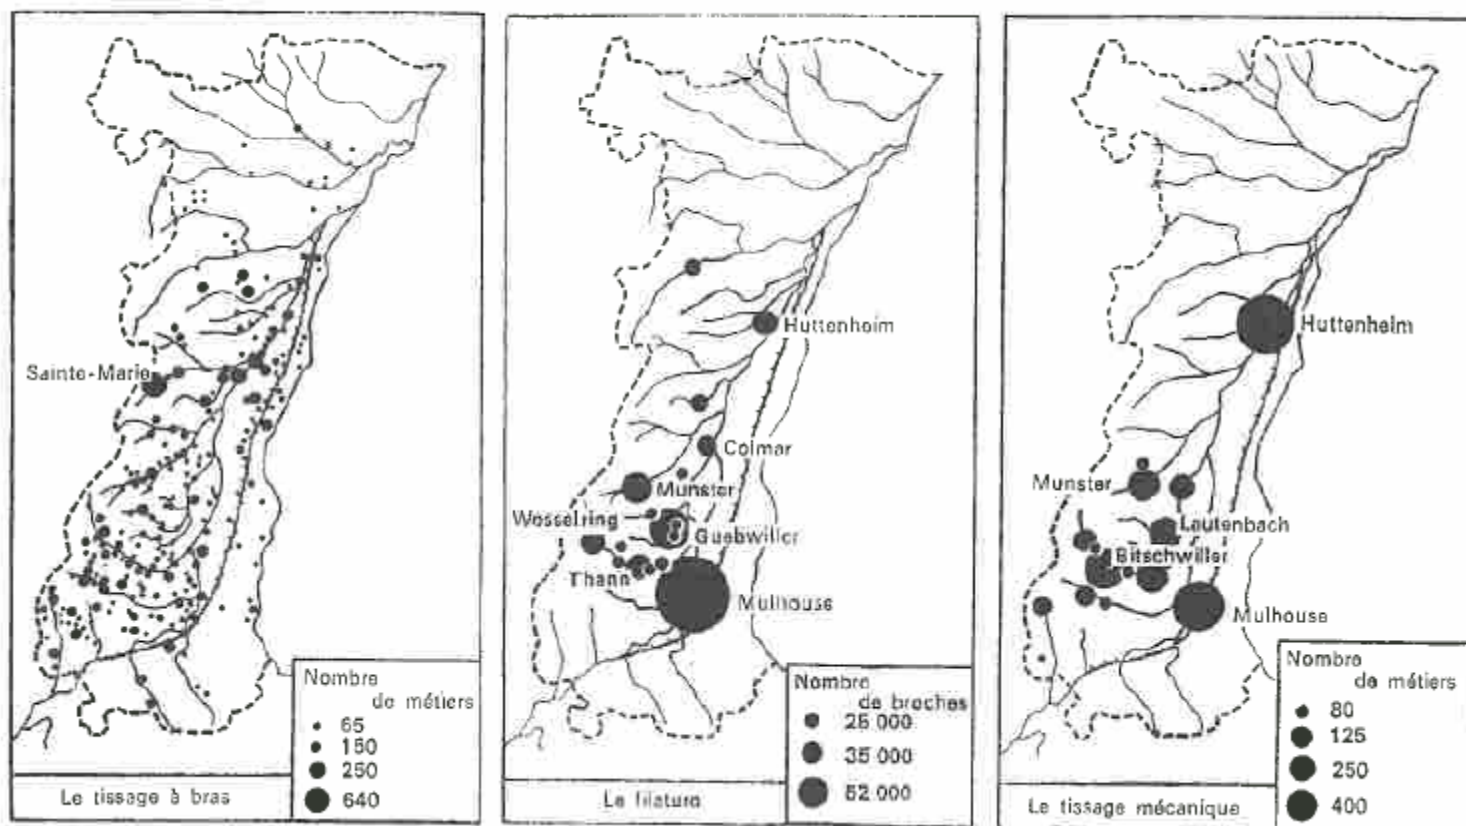 Sainte-Marie
Nombre
de métiers
65
150
250
640
Le tissage à bras
Huttenheim
Colmar
Munster
Wesselring
Guebwiller
Thann
Mulhouse
Nombre
de broches
25 000
35 000
52 000
La filature
Huttenheim
Munster
Lautenbach
Bitschwiller
Mulhouse
Nombre
de métiers
80
125
250
400
Le tissage mécanique